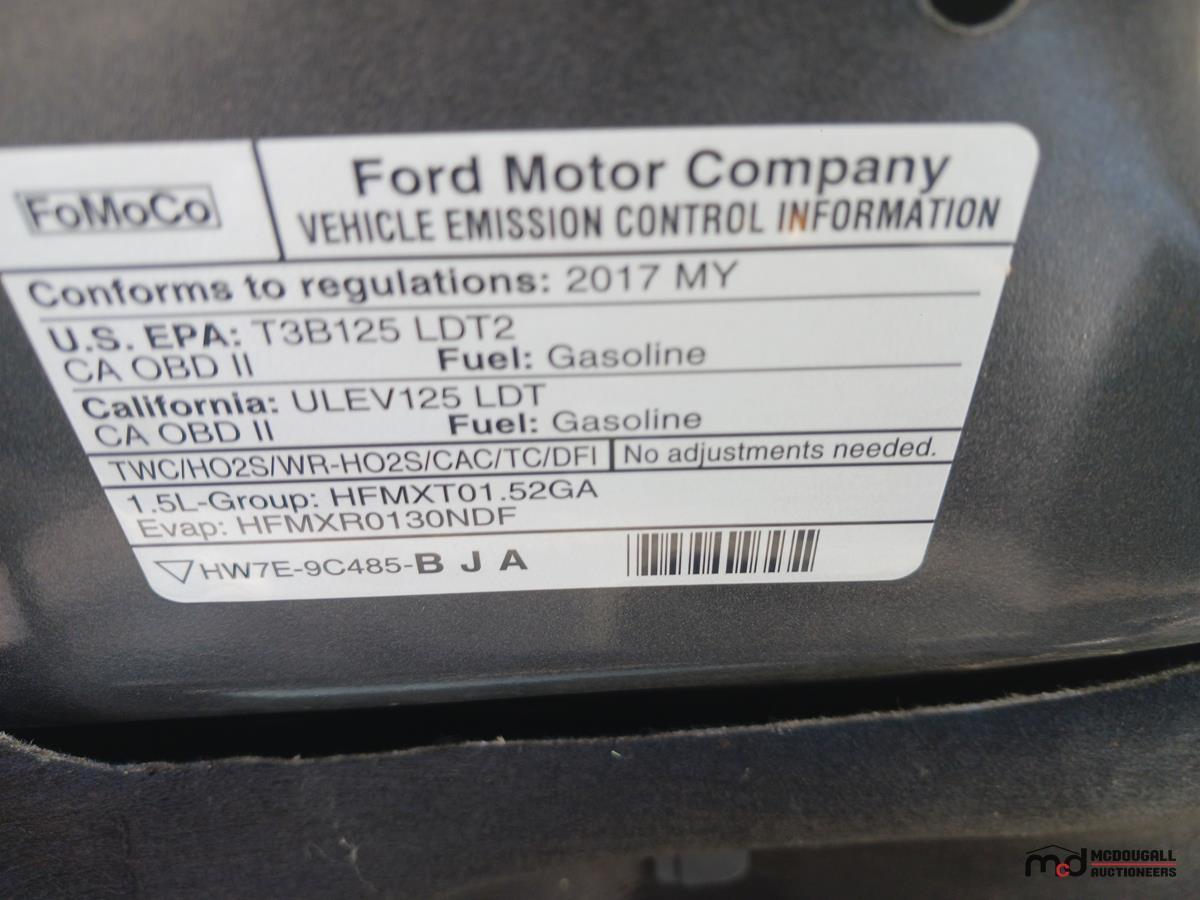 FoMoCo
Ford Motor Company
VEHICLE EMISSION CONTROL INFORMATION
Conforms to regulations: 2017 MY
U.S. EPA: T3B125 LDT2
CA OBD II Fuel: Gasoline
California: ULEV125 LDT
CA OBD II Fuel: Gasoline
TWC/HO2S/WR-HO2S/CAC/TC/DFI No adjustments needed.
1.5L-Group: HFMXT01.52GA
Evap: HFMXR0130NDF
HW7E-9C485-B J A
mcd MCDOUGALL
AUCTIONEERS